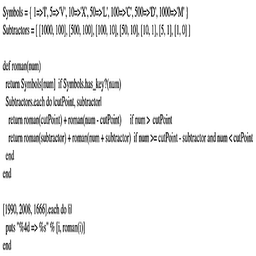 Symbols = { 1=>'I', 5=>'V', 10=>'X', 50=>'L', 100=>'C', 500=>'D', 1000=>'M' }
Subtractors = [ [1000, 100], [500, 100], [100, 10], [50, 10], [10, 1], [5, 1], [1, 0] ]
def roman(num)
return Symbols[num] if Symbols.has_key?(num)
Subtractors.each do |cutPoint, subtractor|
return roman(cutPoint) + roman(num - cutPoint) if num > cutPoint
return roman(subtractor) + roman(num + subtractor) if num >= cutPoint - subtractor and num < cutPoint
end
end
[1990, 2008, 1666].each do |i|
puts "%4d => %s" % [i, roman(i)]
end